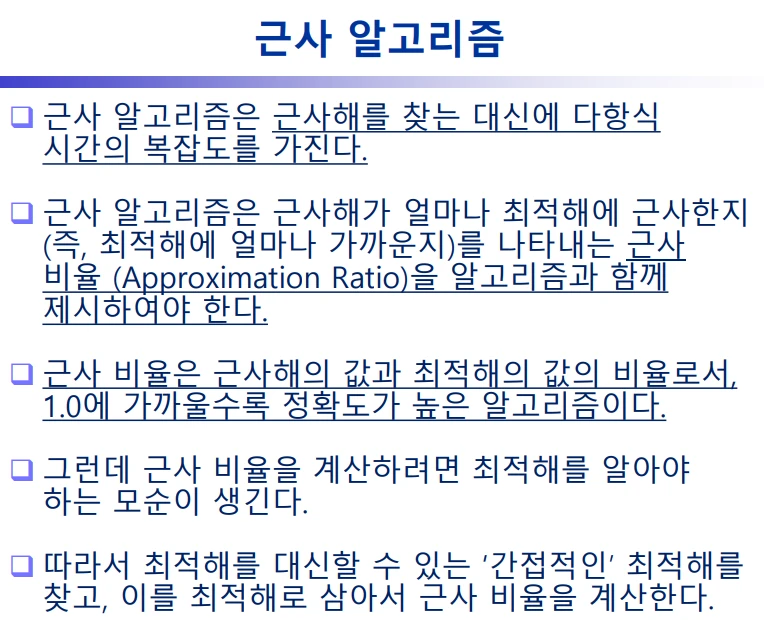 근사 알고리즘
❑ 근사 알고리즘은 근사해를 찾는 대신에 다항식
시간의 복잡도를 가진다.
❑ 근사 알고리즘은 근사해가 얼마나 최적해에 근사한지
(즉, 최적해에 얼마나 가까운지)를 나타내는 근사
비율 (Approximation Ratio)을 알고리즘과 함께
제시하여야 한다.
❑ 근사 비율은 근사해의 값과 최적해의 값의 비율로서,
1.0에 가까울수록 정확도가 높은 알고리즘이다.
❑ 그런데 근사 비율을 계산하려면 최적해를 알아야
하는 모순이 생긴다.
❑ 따라서 최적해를 대신할 수 있는 '간접적인' 최적해를
찾고, 이를 최적해로 삼아서 근사 비율을 계산한다.